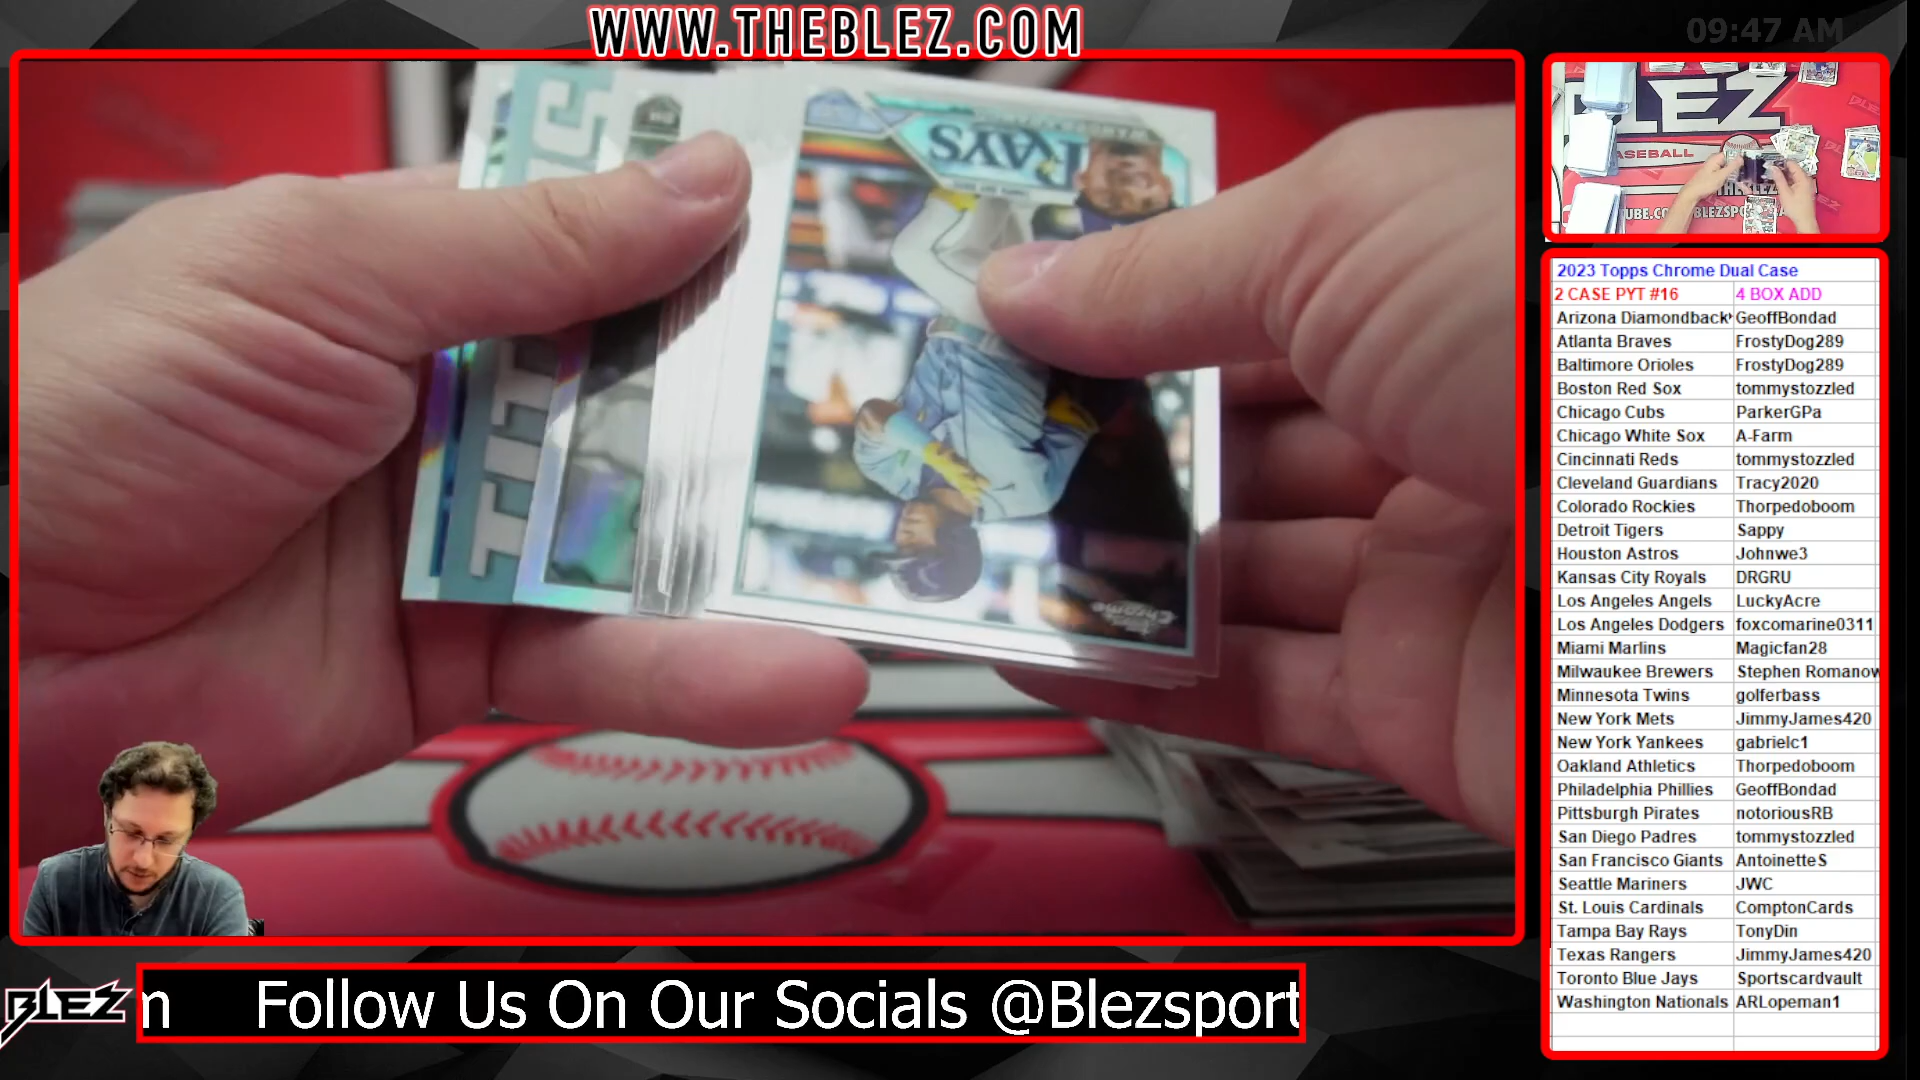 WWW.THEBLEZ.COM
09:47 AM
RAYS
Topps Chrome
BLEZ
BASEBALL
2023 Topps Chrome Dual Case
2 CASE PYT #16 4 BOX ADD
Arizona Diamondback GeoffBondad
Atlanta Braves FrostyDog289
Baltimore Orioles FrostyDog289
Boston Red Sox tommystozzled
Chicago Cubs ParkerGPa
Chicago White Sox A-Farm
Cincinnati Reds tommystozzled
Cleveland Guardians Tracy2020
Colorado Rockies Thorpedoboom
Detroit Tigers Sappy
Houston Astros Johnwe3
Kansas City Royals DRGRU
Los Angeles Angels LuckyAcre
Los Angeles Dodgers foxcomarine0311
Miami Marlins Magicfan28
Milwaukee Brewers Stephen Romanow
Minnesota Twins golferbass
New York Mets JimmyJames420
New York Yankees gabrielc1
Oakland Athletics Thorpedoboom
Philadelphia Phillies GeoffBondad
Pittsburgh Pirates notoriousRB
San Diego Padres tommystozzled
San Francisco Giants AntoinetteS
Seattle Mariners JWC
St. Louis Cardinals ComptonCards
Tampa Bay Rays TonyDin
Texas Rangers JimmyJames420
Toronto Blue Jays Sportscardvault
Washington Nationals ARLopeman1
BLEZ
m Follow Us On Our Socials @Blezsport